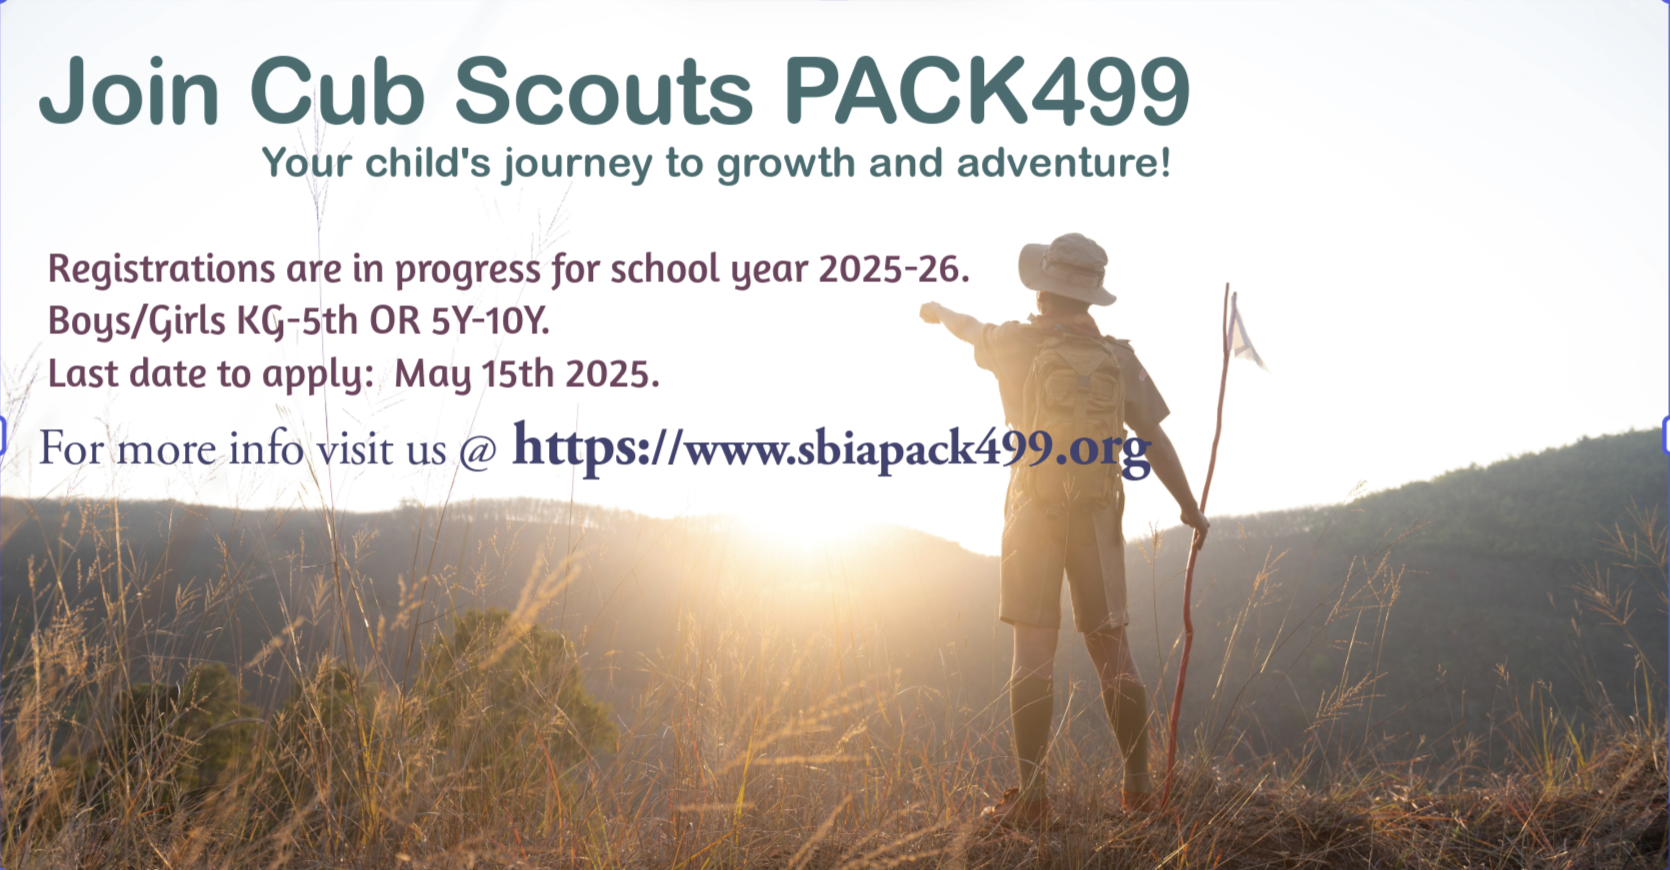 Join Cub Scouts PACK499
Your child's journey to growth and adventure!
Registrations are in progress for school year 2025-26.
Boys/Girls KG-5th OR 5Y-10Y.
Last date to apply: May 15th 2025.
For more info visit us @ https://www.sbiapack499.org